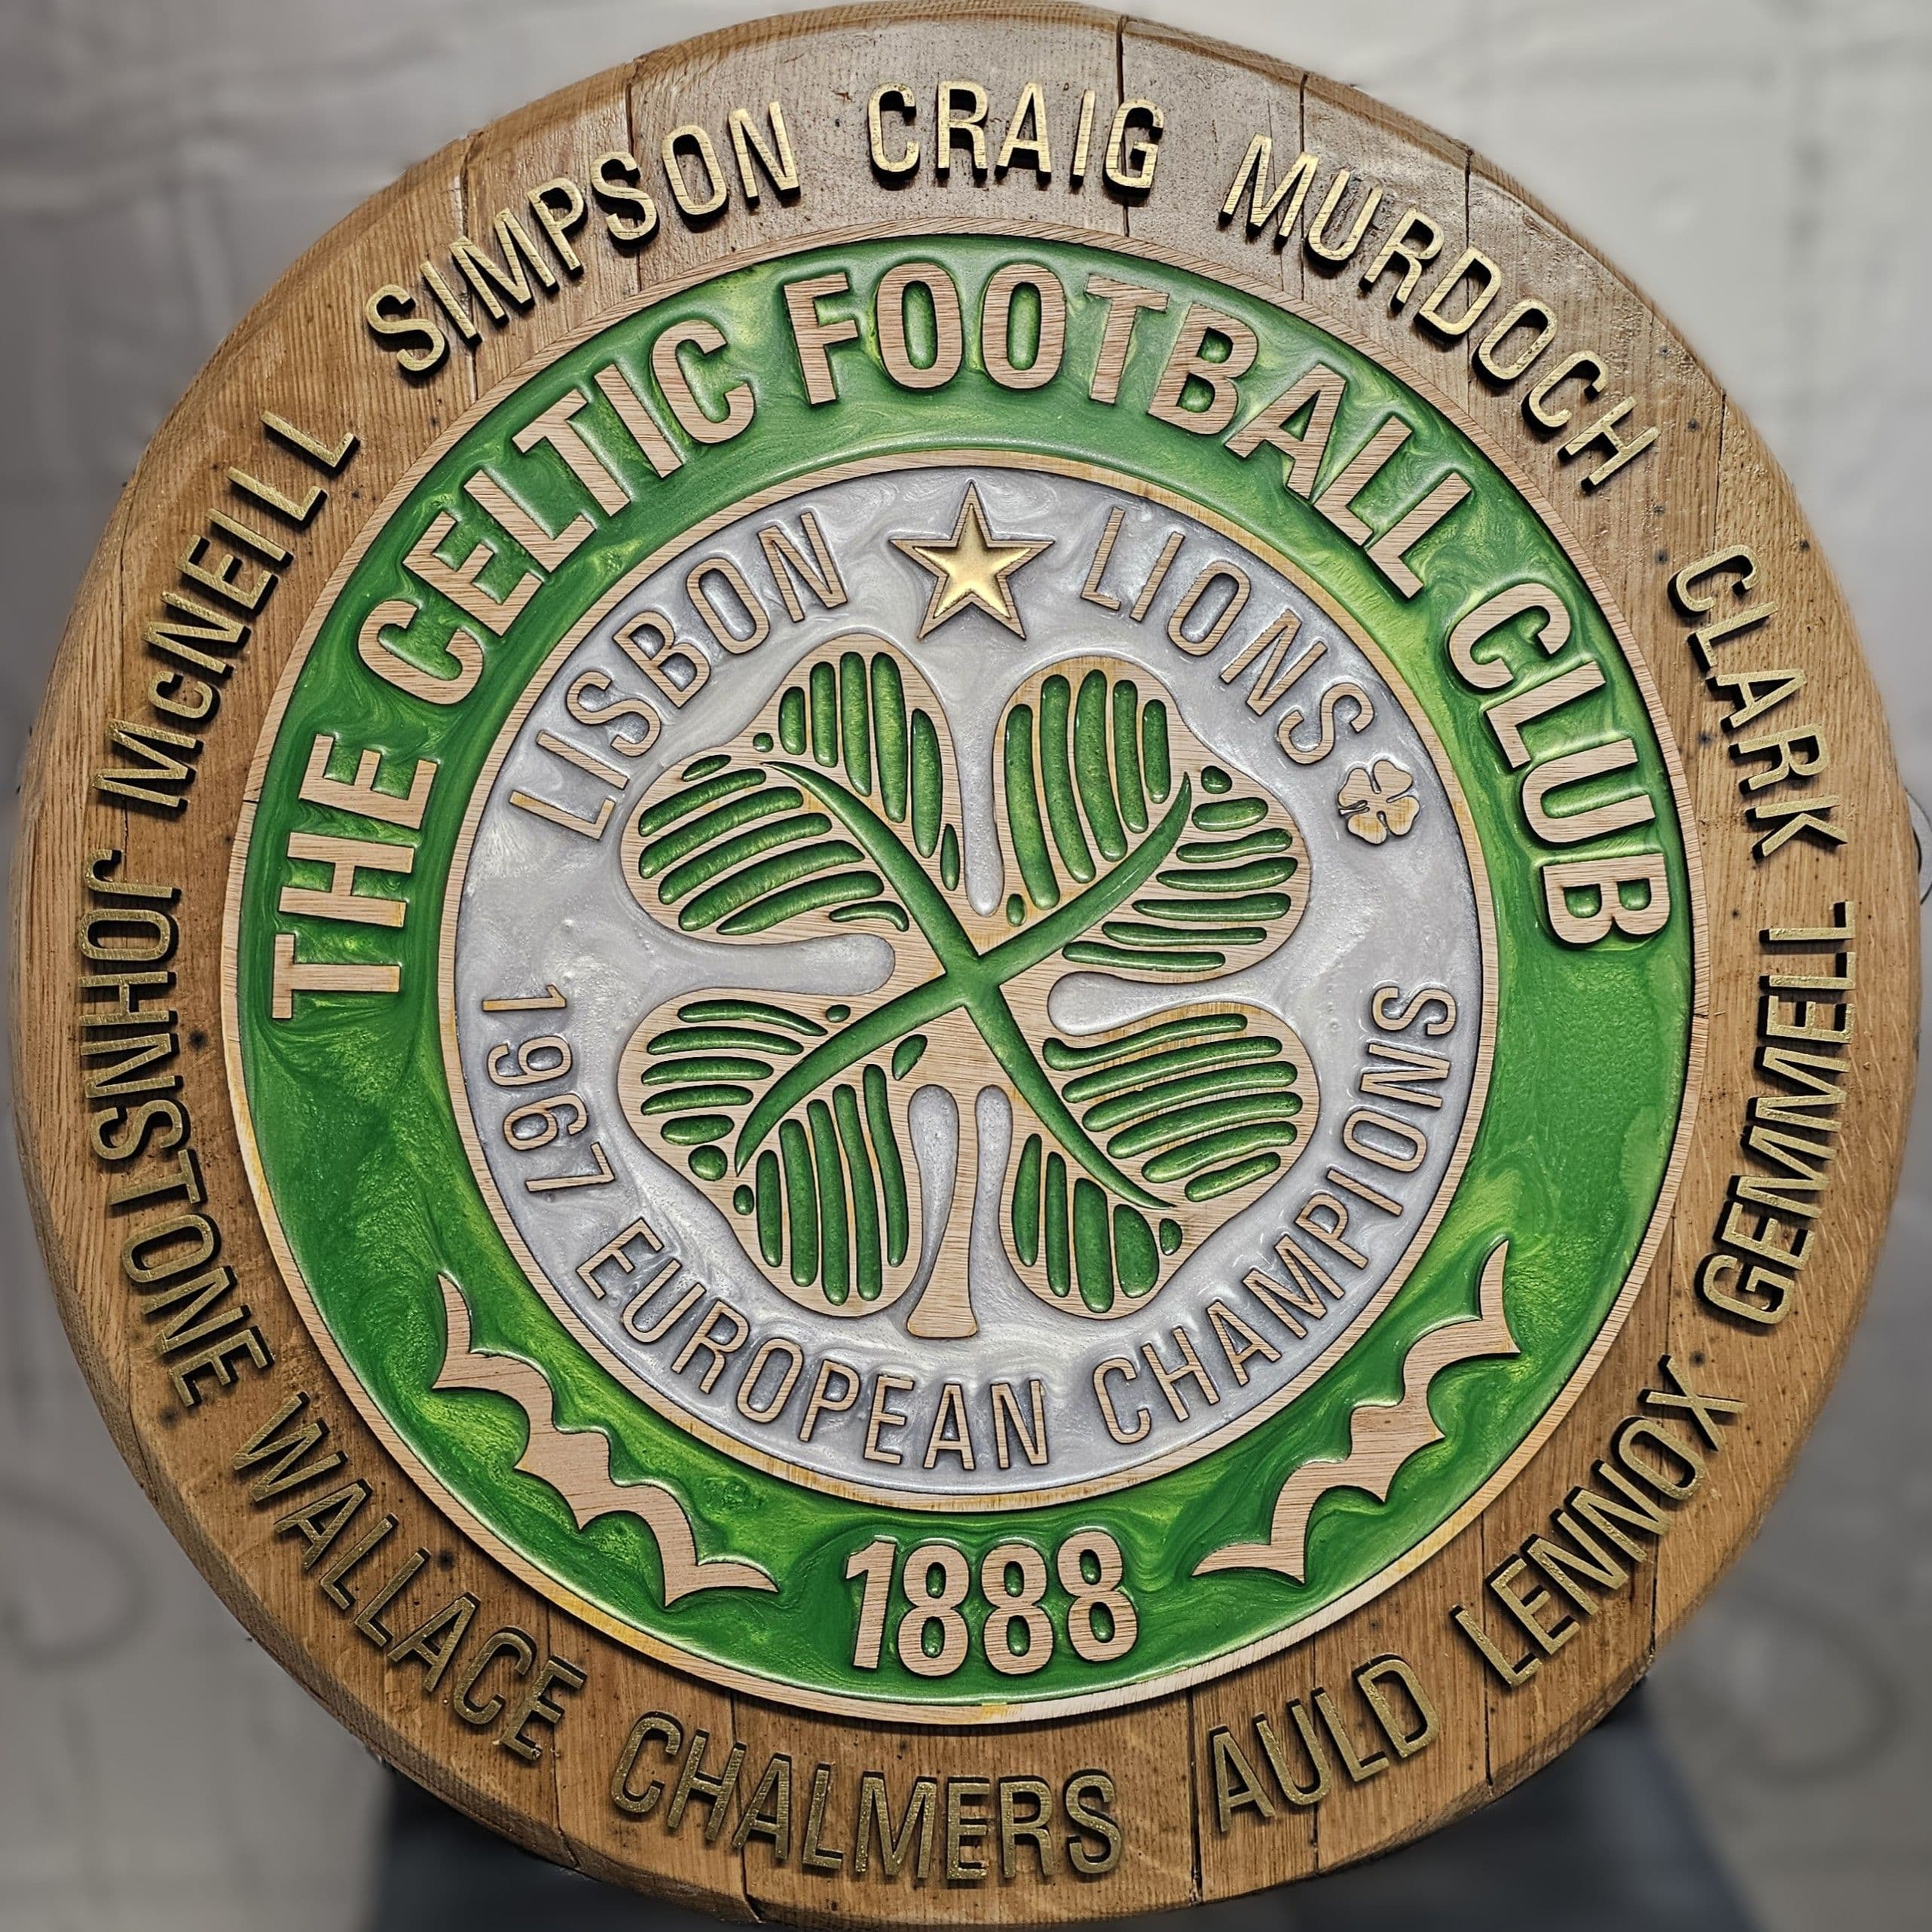 McNEILL SIMPSON CRAIG MURDOCH CLARK GEMMELL
JOHNSTONE WALLACE CHALMERS AULD LENNOX
THE CELTIC FOOTBALL CLUB
LISBON LIONS
1967 EUROPEAN CHAMPIONS
1888